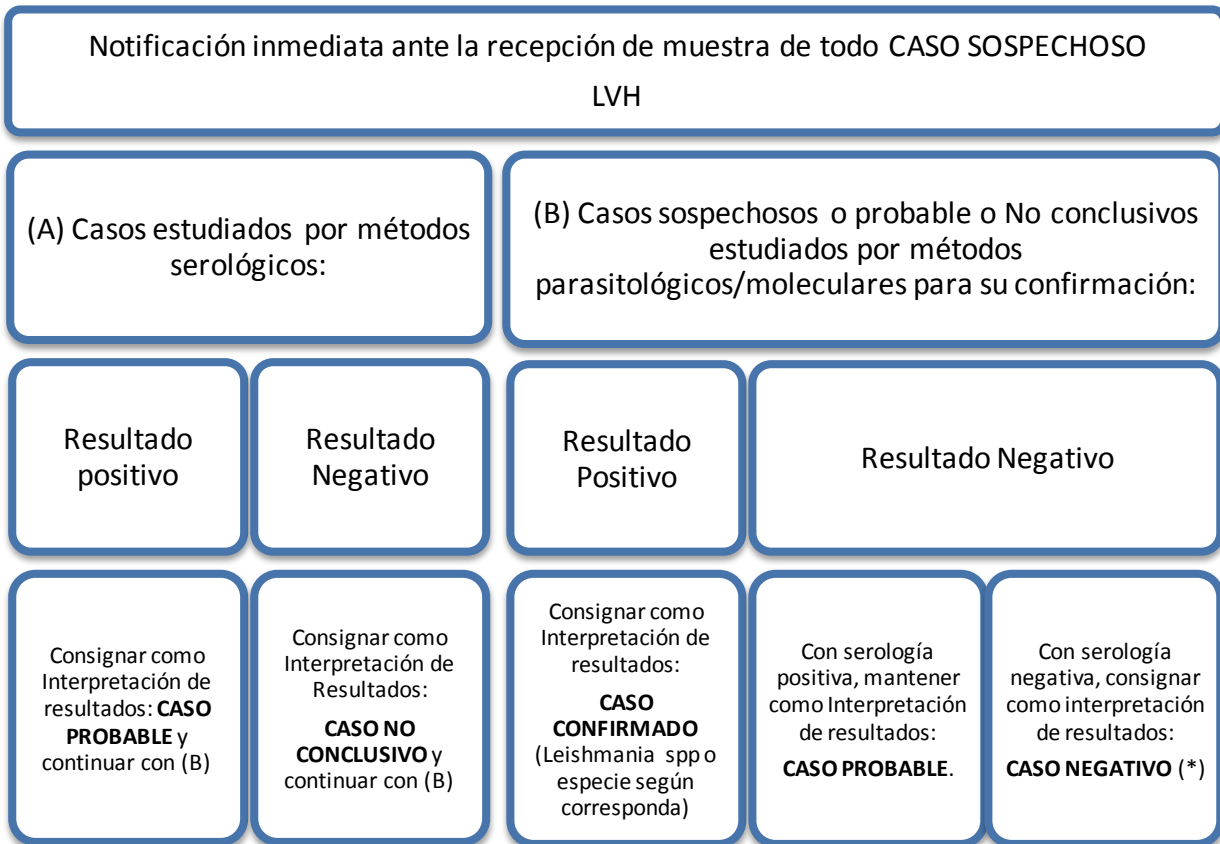 Notificación inmediata ante la recepción de muestra de todo CASO SOSPECHOSO
LVH
(A) Casos estudiados por métodos
serológicos:
(B) Casos sospechosos o probable o No conclusivos
estudiados por métodos
parasitológicos/moleculares para su confirmación:
Resultado
positivo
Resultado
Negativo
Resultado
Positivo
Resultado Negativo
Consignar como
Interpretación de
resultados: CASO
PROBABLE y
continuar con (B)
Consignar como
Interpretación de
Resultados:
CASO NO
CONCLUSIVO y
continuar con (B)
Consignar como
Interpretación de
resultados:
CASO
CONFIRMADO
(Leishmania spp o
especie según
corresponda)
Con serología
positiva, mantener
como Interpretación
de resultados:
CASO PROBABLE.
Con serología
negativa, consignar
como interpretación
de resultados:
CASO NEGATIVO (*)